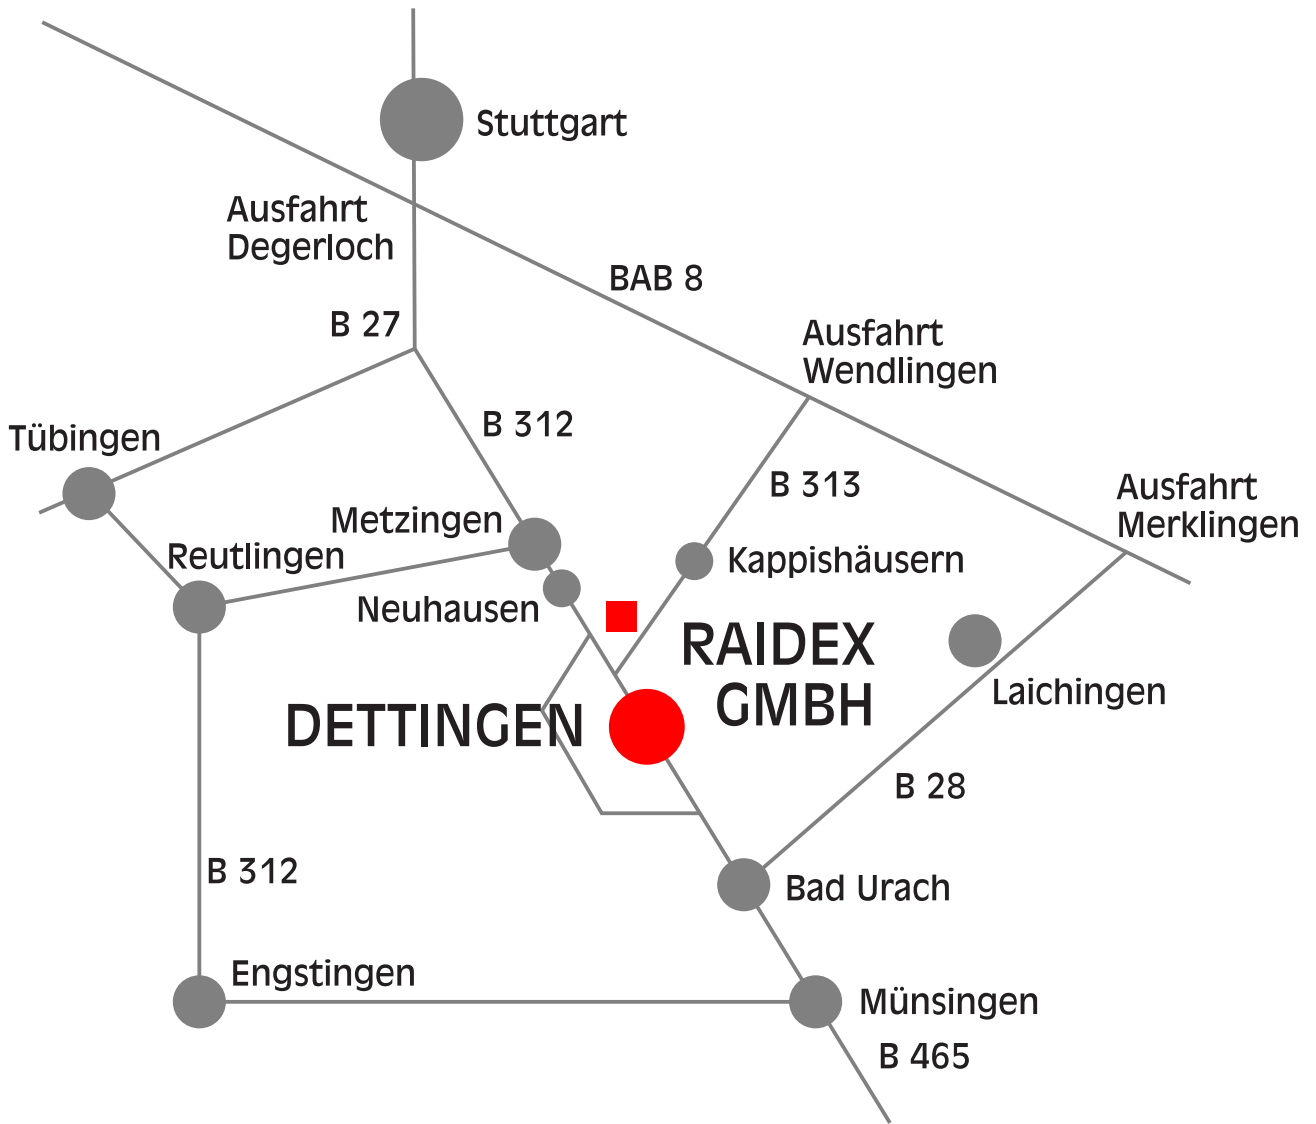 Stuttgart
Ausfahrt
Degerloch
BAB 8
B 27
Ausfahrt
Wendlingen
B 312
Tübingen
B 313
Ausfahrt
Merklingen
Metzingen
Reutlingen
Kappishäusern
Neuhausen
RAIDEX
GMBH
Laichingen
DETTINGEN
B 28
B 312
Bad Urach
Engstingen
Münsingen
B 465